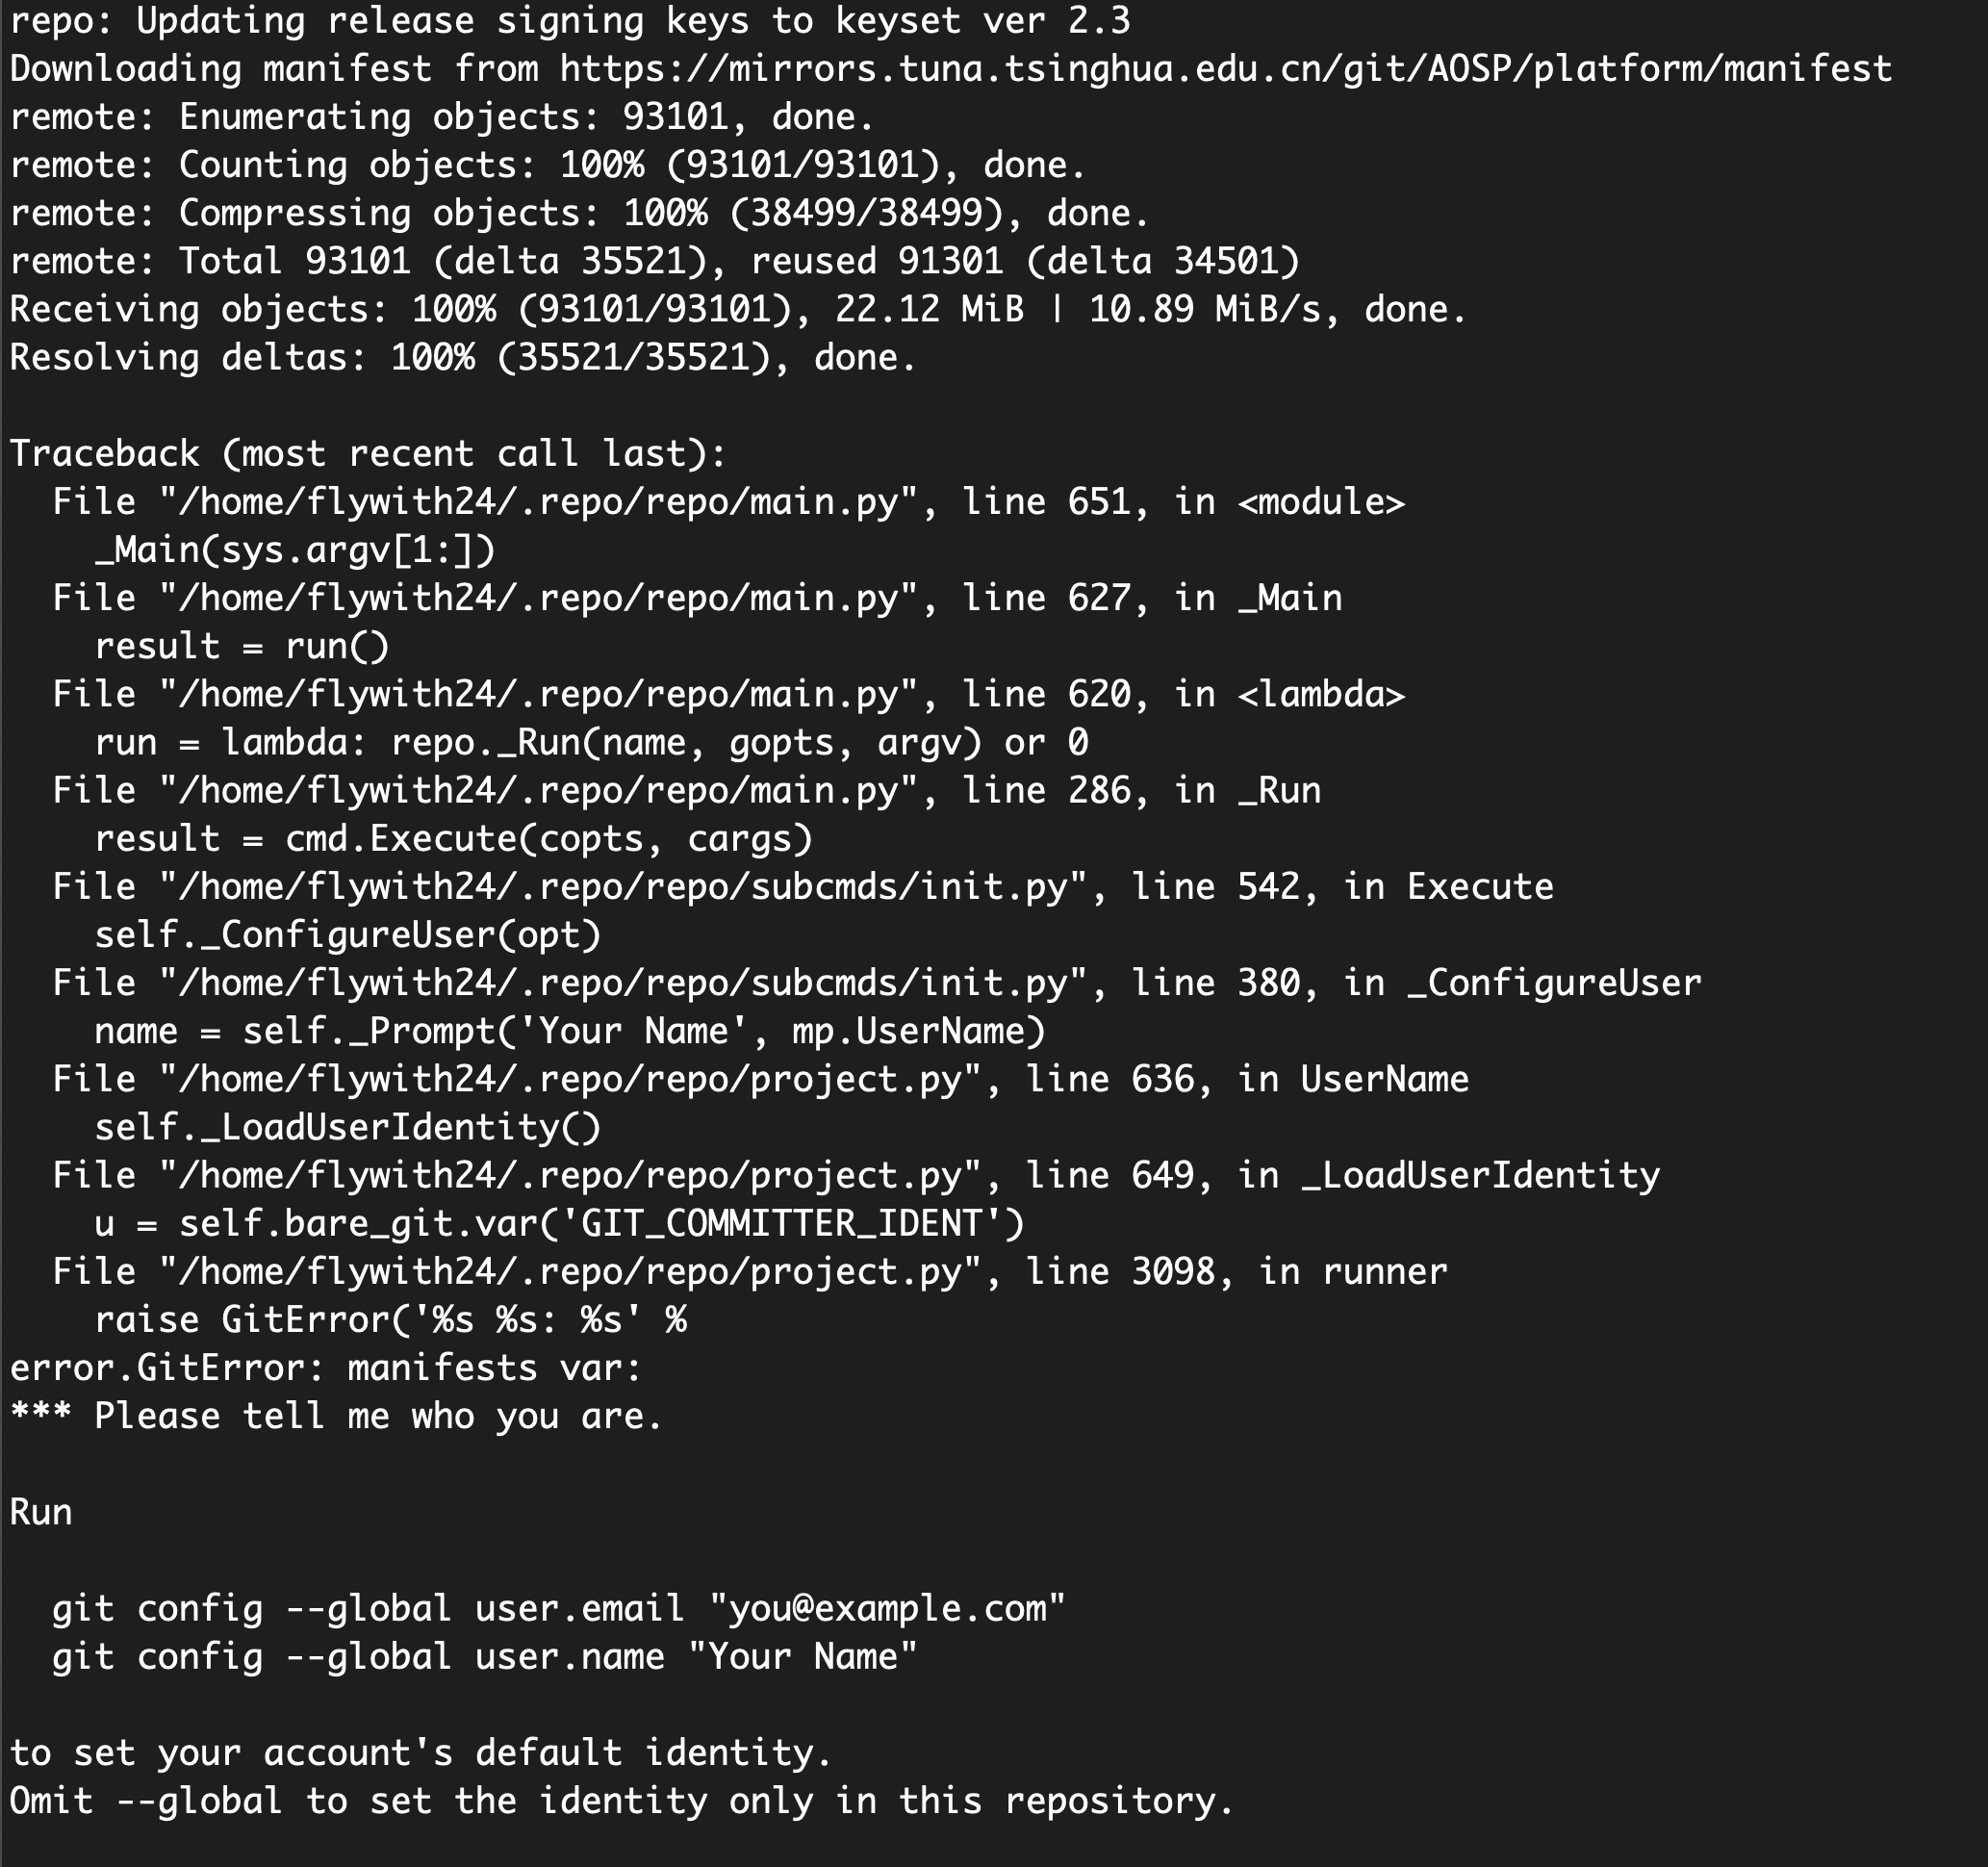 repo: Updating release signing keys to keyset ver 2.3
Downloading manifest from https://mirrors.tuna.tsinghua.edu.cn/git/AOSP/platform/manifest
remote: Enumerating objects: 93101, done.
remote: Counting objects: 100% (93101/93101), done.
remote: Compressing objects: 100% (38499/38499), done.
remote: Total 93101 (delta 35521), reused 91301 (delta 34501)
Receiving objects: 100% (93101/93101), 22.12 MiB | 10.89 MiB/s, done.
Resolving deltas: 100% (35521/35521), done.

Traceback (most recent call last):
  File "/home/flywith24/.repo/repo/main.py", line 651, in <module>
    _Main(sys.argv[1:])
  File "/home/flywith24/.repo/repo/main.py", line 627, in _Main
    result = run()
  File "/home/flywith24/.repo/repo/main.py", line 620, in <lambda>
    run = lambda: repo._Run(name, gopts, argv) or 0
  File "/home/flywith24/.repo/repo/main.py", line 286, in _Run
    result = cmd.Execute(copts, cargs)
  File "/home/flywith24/.repo/repo/subcmds/init.py", line 542, in Execute
    self._ConfigureUser(opt)
  File "/home/flywith24/.repo/repo/subcmds/init.py", line 380, in _ConfigureUser
    name = self._Prompt('Your Name', mp.UserName)
  File "/home/flywith24/.repo/repo/project.py", line 636, in UserName
    self._LoadUserIdentity()
  File "/home/flywith24/.repo/repo/project.py", line 649, in _LoadUserIdentity
    u = self.bare_git.var('GIT_COMMITTER_IDENT')
  File "/home/flywith24/.repo/repo/project.py", line 3098, in runner
    raise GitError('%s %s: %s' %
error.GitError: manifests var:
*** Please tell me who you are.

Run

  git config --global user.email "you@example.com"
  git config --global user.name "Your Name"

to set your account's default identity.
Omit --global to set the identity only in this repository.